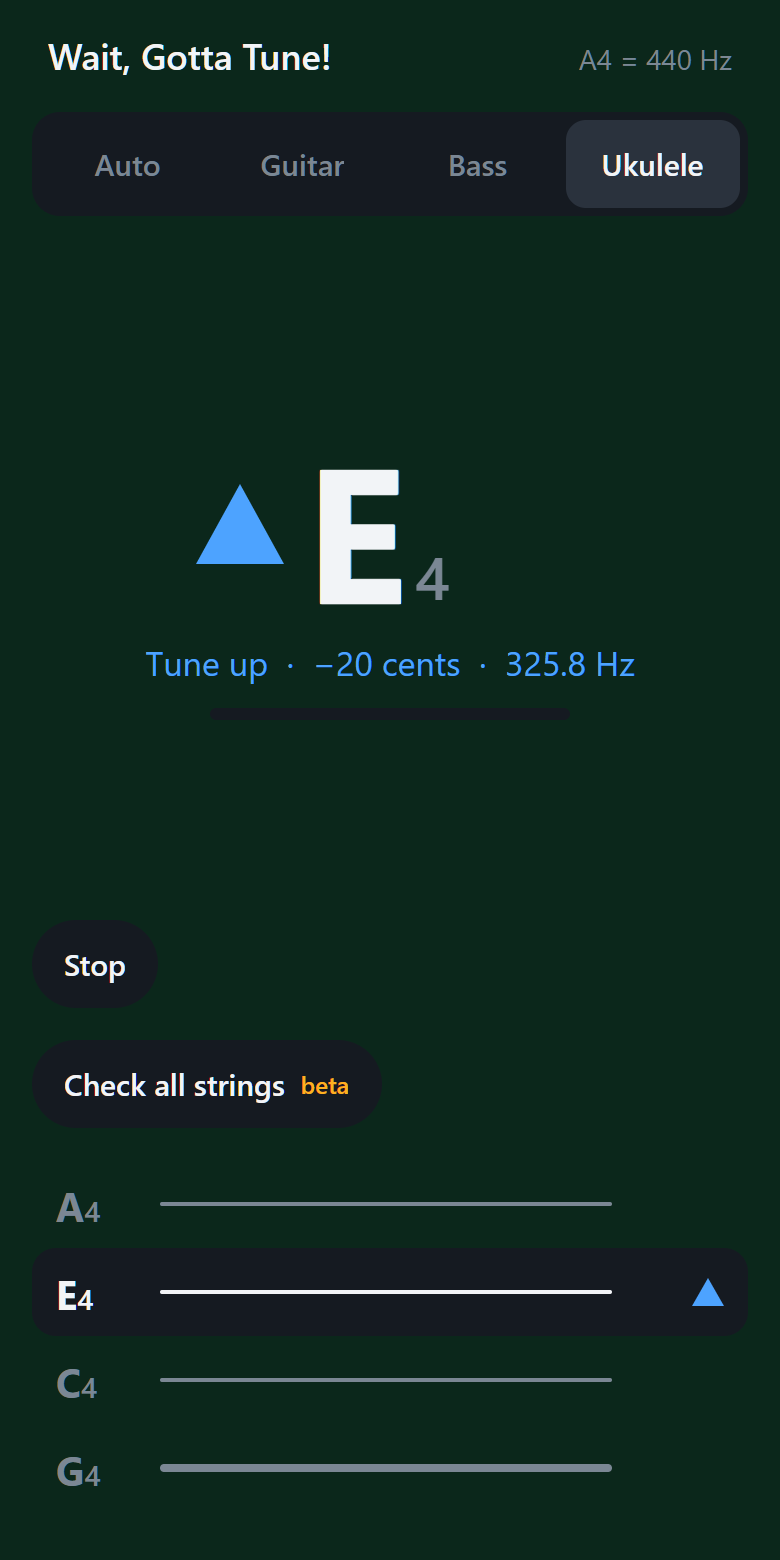 Wait, Gotta Tune!
A4 = 440 Hz
Auto Guitar Bass Ukulele
E4
Tune up · −20 cents · 325.8 Hz
Stop
Check all strings beta
A4
E4
C4
G4